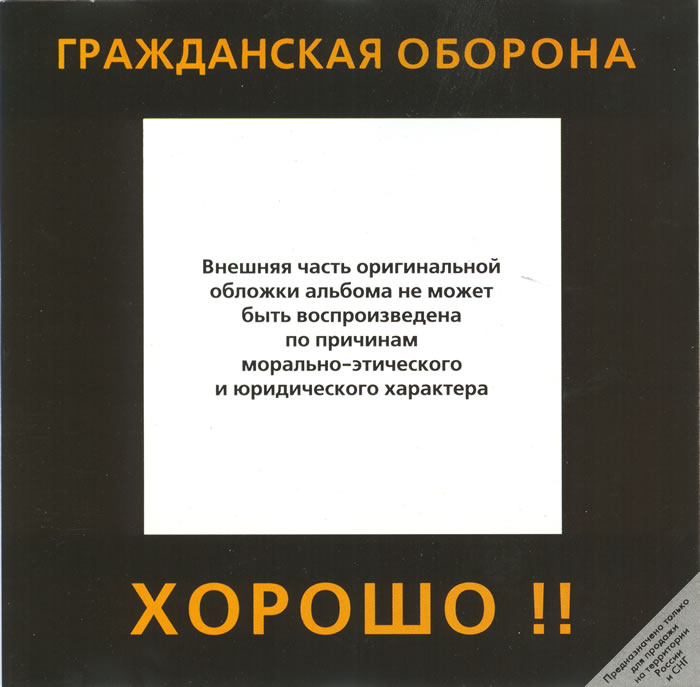 ГРАЖДАНСКАЯ ОБОРОНА
Внешняя часть оригинальной
обложки альбома не может
быть воспроизведена
по причинам
морально-этического
и юридического характера
ХОРОШО !!
Предназначено только
для продажи
на территории
России
и СНГ